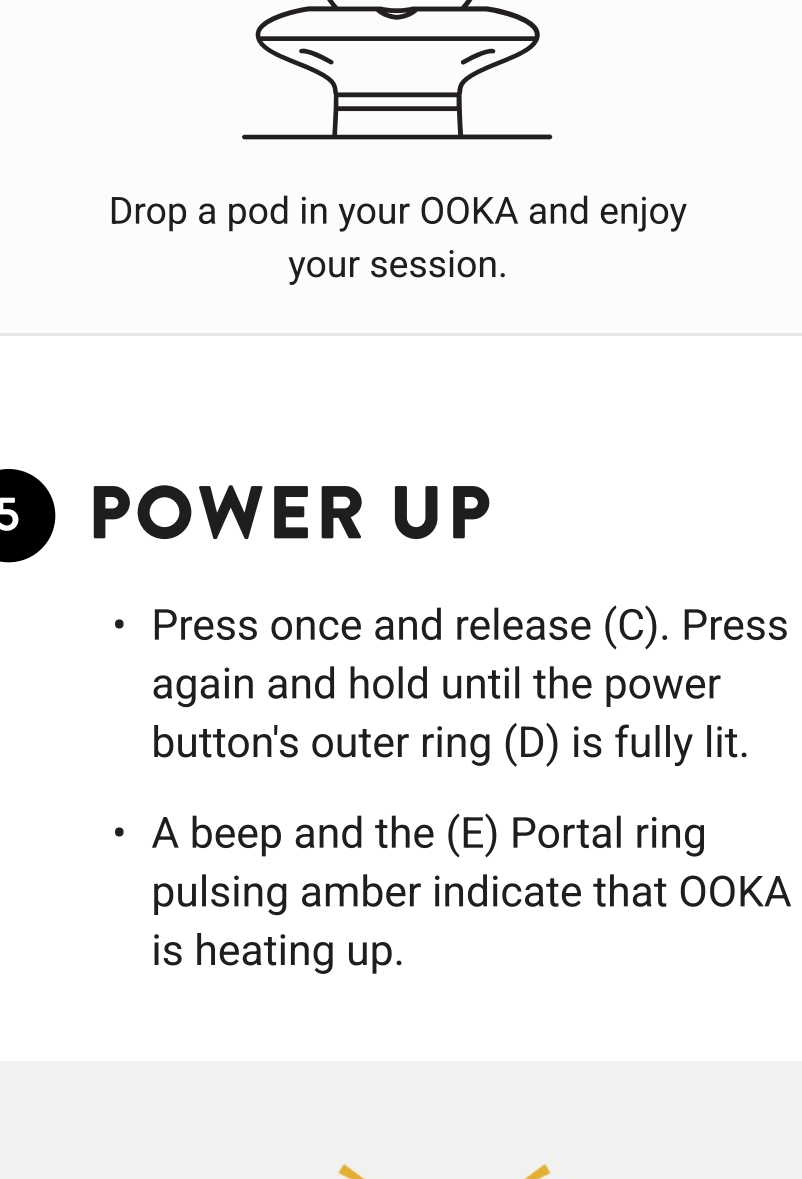 Drop a pod in your OOKA and enjoy
your session.
5 POWER UP
• Press once and release (C). Press
again and hold until the power
button's outer ring (D) is fully lit.
• A beep and the (E) Portal ring
pulsing amber indicate that OOKA
is heating up.